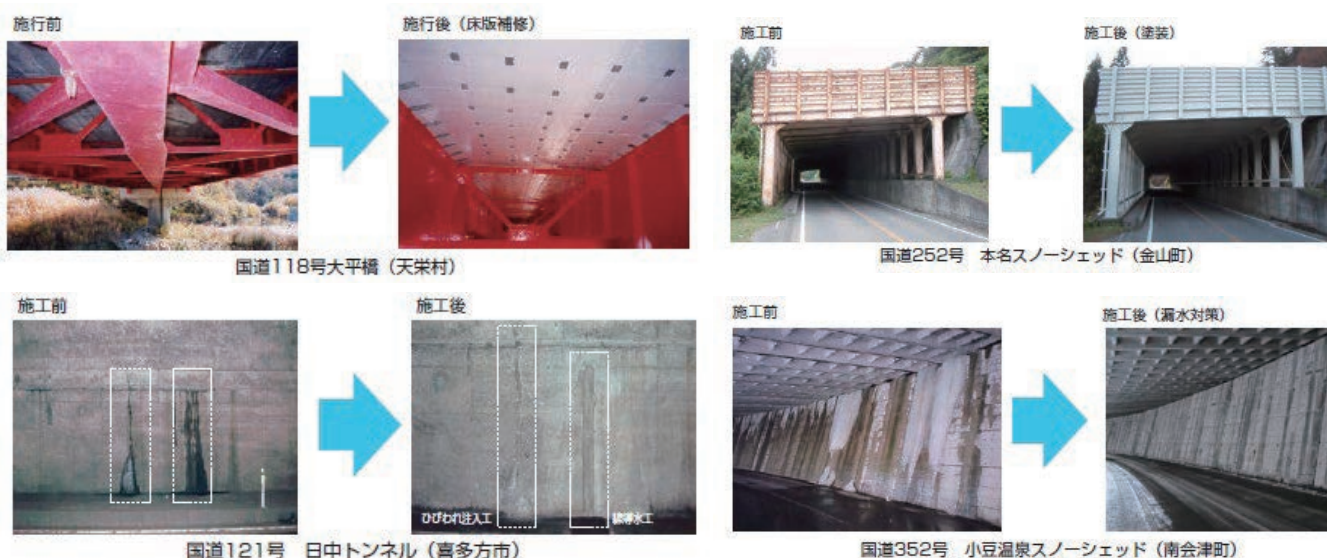 施行前
施行後（床版補修）
国道118号大平橋（天栄村）
施工前
施工後（塗装）
国道252号　本名スノーシェッド（金山町）
施工前
施工後
ひびわれ注入工
国道121号　日中トンネル（喜多方市）
施工前
施工後（漏水対策）
国道352号　小豆温泉スノーシェッド（南会津町）